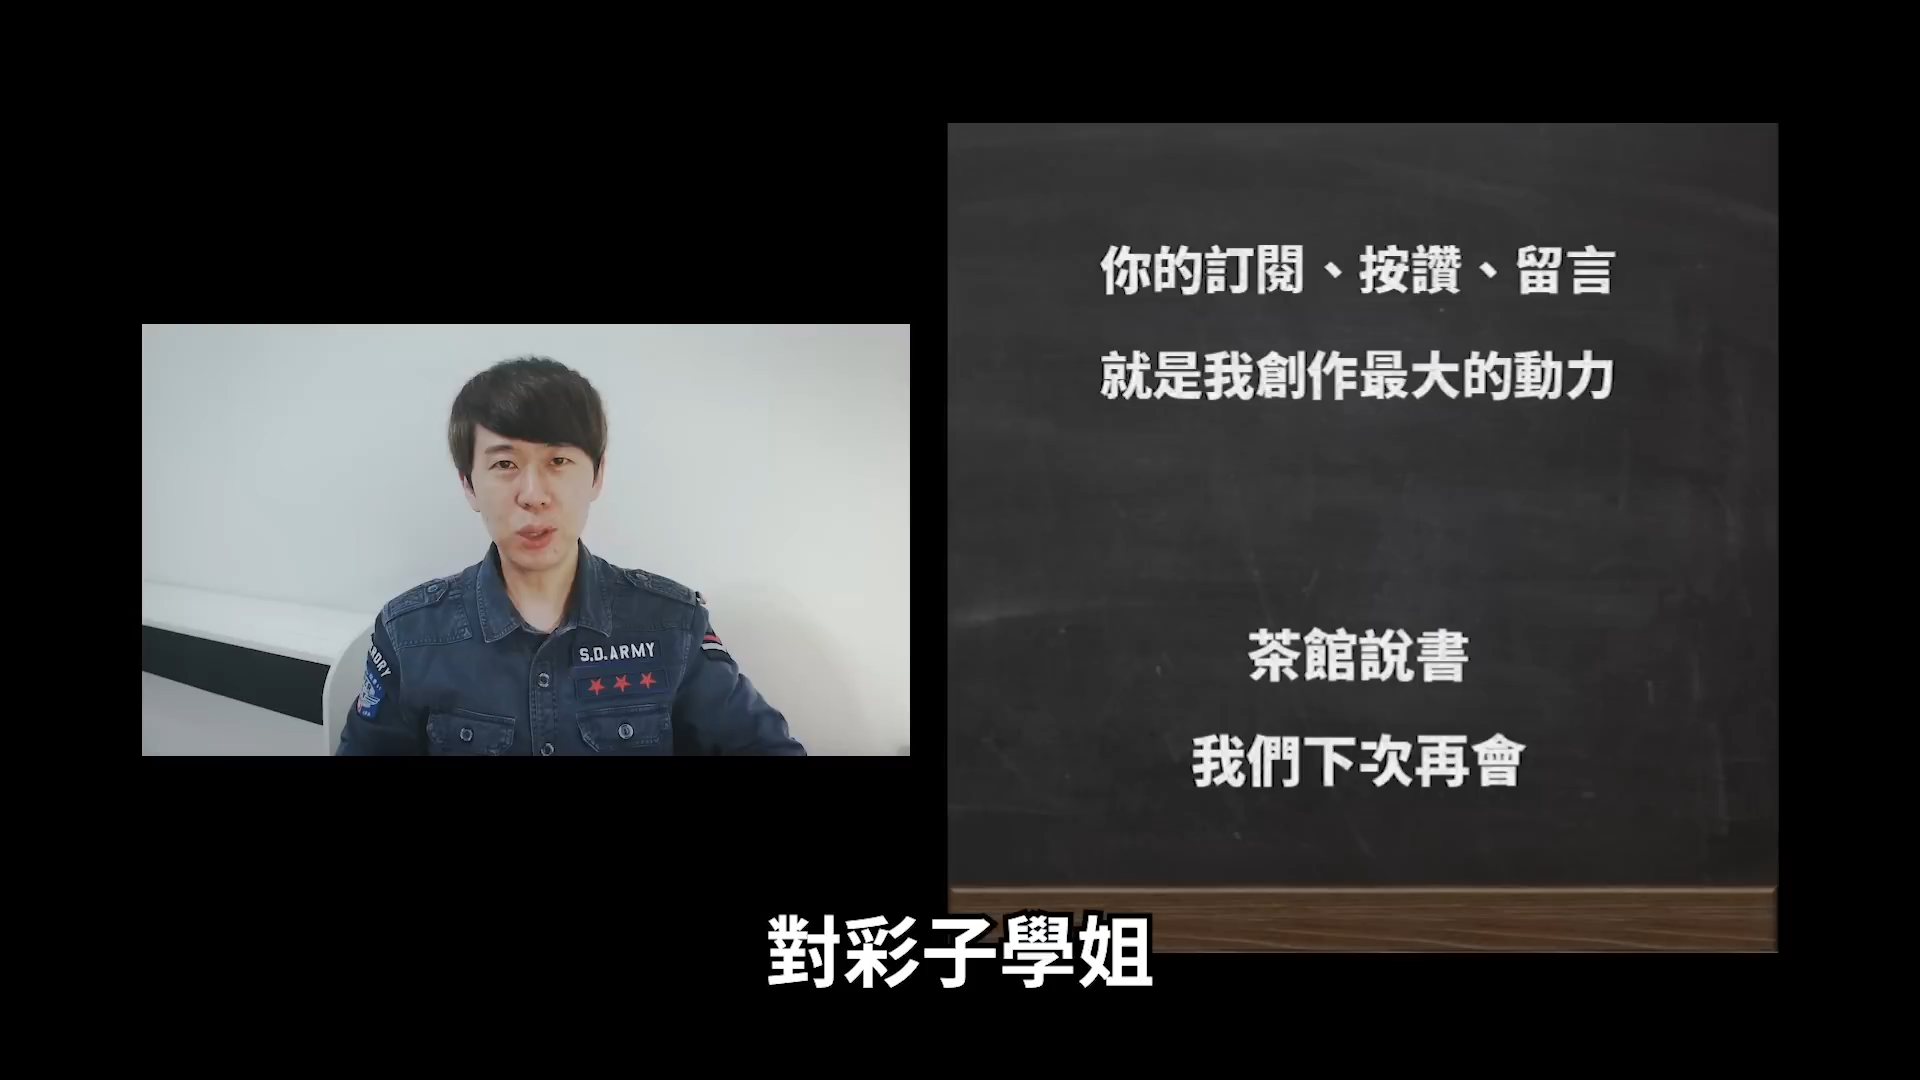 你的訂閱、按讚、留言
就是我創作最大的動力
茶館說書
我們下次再會
S.D.ARMY
對彩子學姐